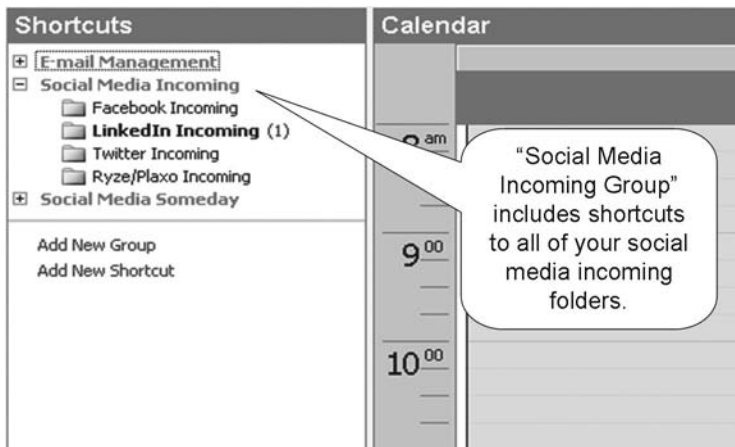 Shortcuts
E-mail Management
Social Media Incoming
Facebook Incoming
LinkedIn Incoming (1)
Twitter Incoming
Ryze/Plaxo Incoming
Social Media Someday
Add New Group
Add New Shortcut
Calendar
am
9 00
10 00
“Social Media
Incoming Group”
includes shortcuts
to all of your social
media incoming
folders.